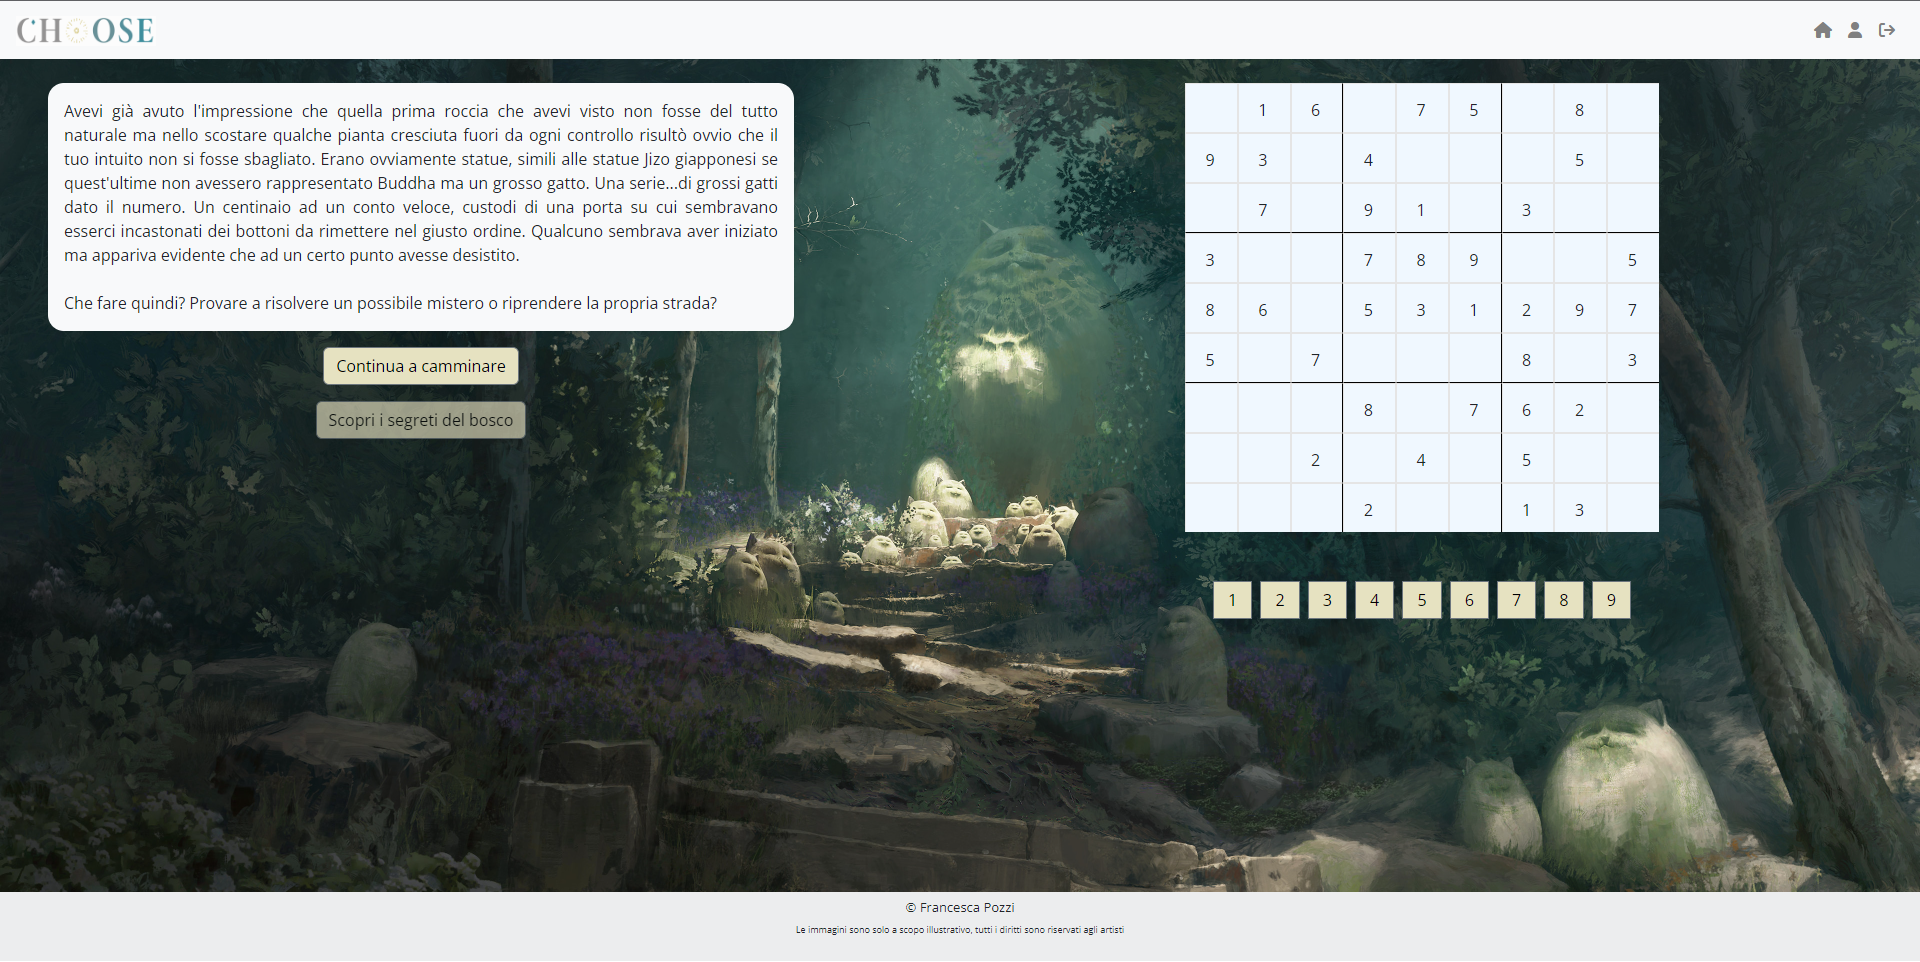 CHOOSE
Avevi già avuto l'impressione che quella prima roccia che avevi visto non fosse del tutto
naturale ma nello scostare qualche pianta cresciuta fuori da ogni controllo risultò ovvio che il
tuo intuito non si fosse sbagliato. Erano ovviamente statue, simili alle statue Jizo giapponesi se
quest'ultime non avessero rappresentato Buddha ma un grosso gatto. Una serie...di grossi gatti
dato il numero. Un centinaio ad un conto veloce, custodi di una porta su cui sembravano
esserci incastonati dei bottoni da rimettere nel giusto ordine. Qualcuno sembrava aver iniziato
ma appariva evidente che ad un certo punto avesse desistito.
Che fare quindi? Provare a risolvere un possibile mistero o riprendere la propria strada?
Continua a camminare
Scopri i segreti del bosco
1 6 7 5 8
9 3 4 5
7 9 1 3
3 7 8 9 5
8 6 5 3 1 2 9 7
5 7 8 3
8 7 6 2
2 4 5
2 1 3
1 2 3 4 5 6 7 8 9
© Francesca Pozzi
Le immagini sono solo a scopo illustrativo, tutti i diritti sono riservati agli artisti